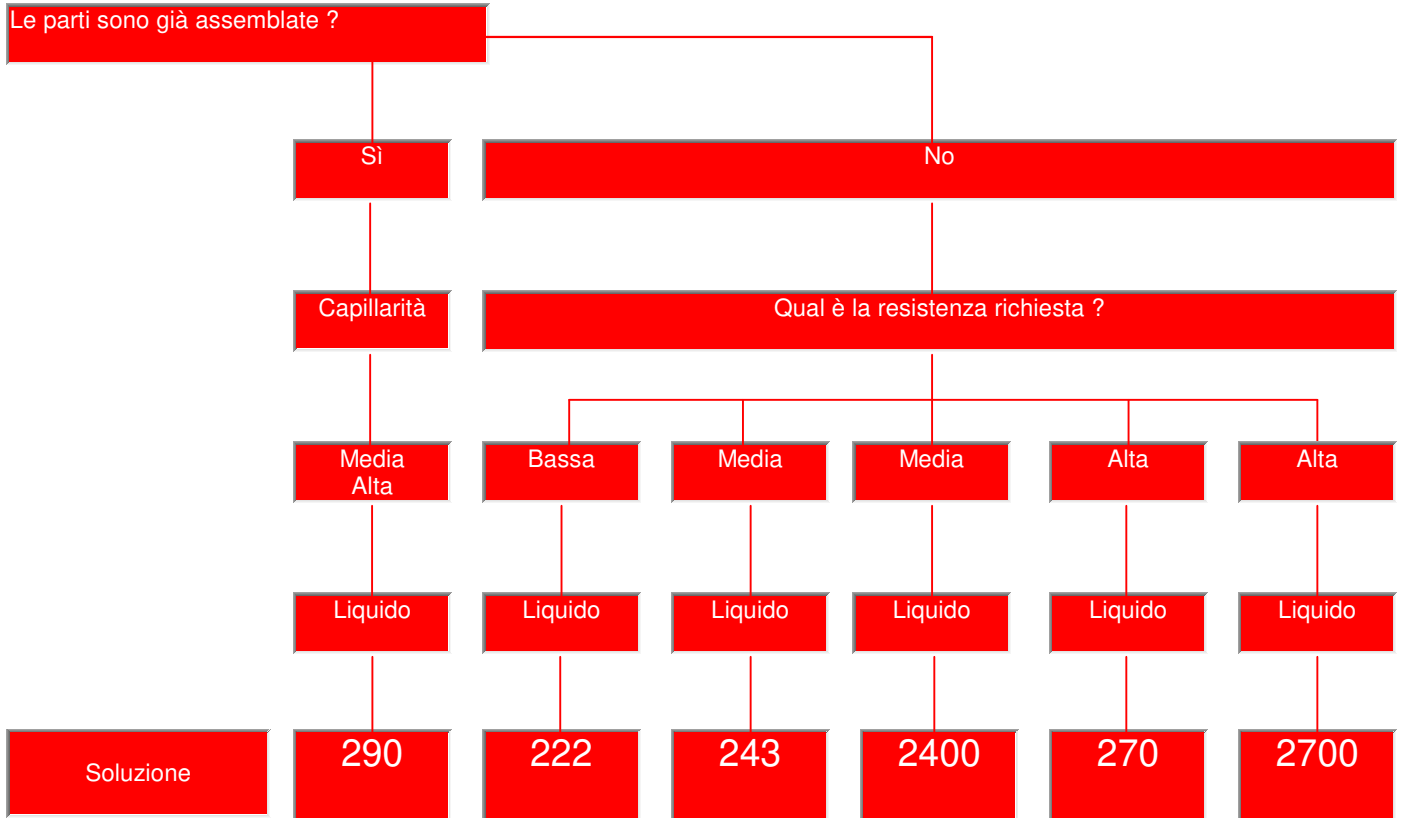 Le parti sono già assemblate ?
Sì
No
Capillarità
Qual è la resistenza richiesta ?
Media
Alta
Bassa
Media
Media
Alta
Alta
Liquido
Liquido
Liquido
Liquido
Liquido
Liquido
Soluzione
290
222
243
2400
270
2700